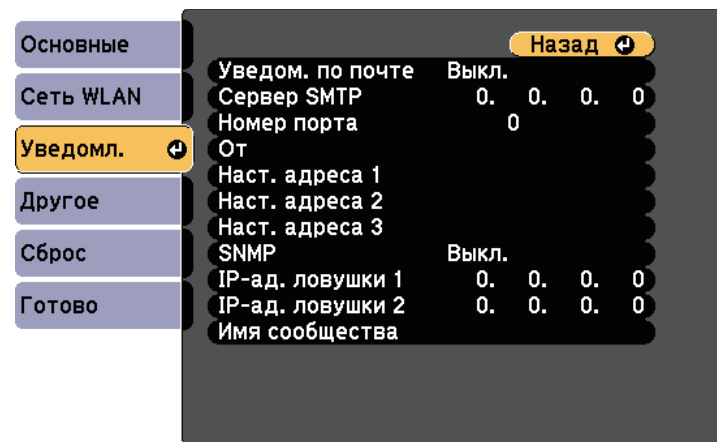 Основные
Сеть WLAN
Уведомл.
Другое
Сброс
Готово
Назад
Уведом. по почте Выкл.
Сервер SMTP 0. 0. 0. 0
Номер порта 0
От
Наст. адреса 1
Наст. адреса 2
Наст. адреса 3
SNMP Выкл.
IP-ад. ловушки 1 0. 0. 0. 0
IP-ад. ловушки 2 0. 0. 0. 0
Имя сообщества